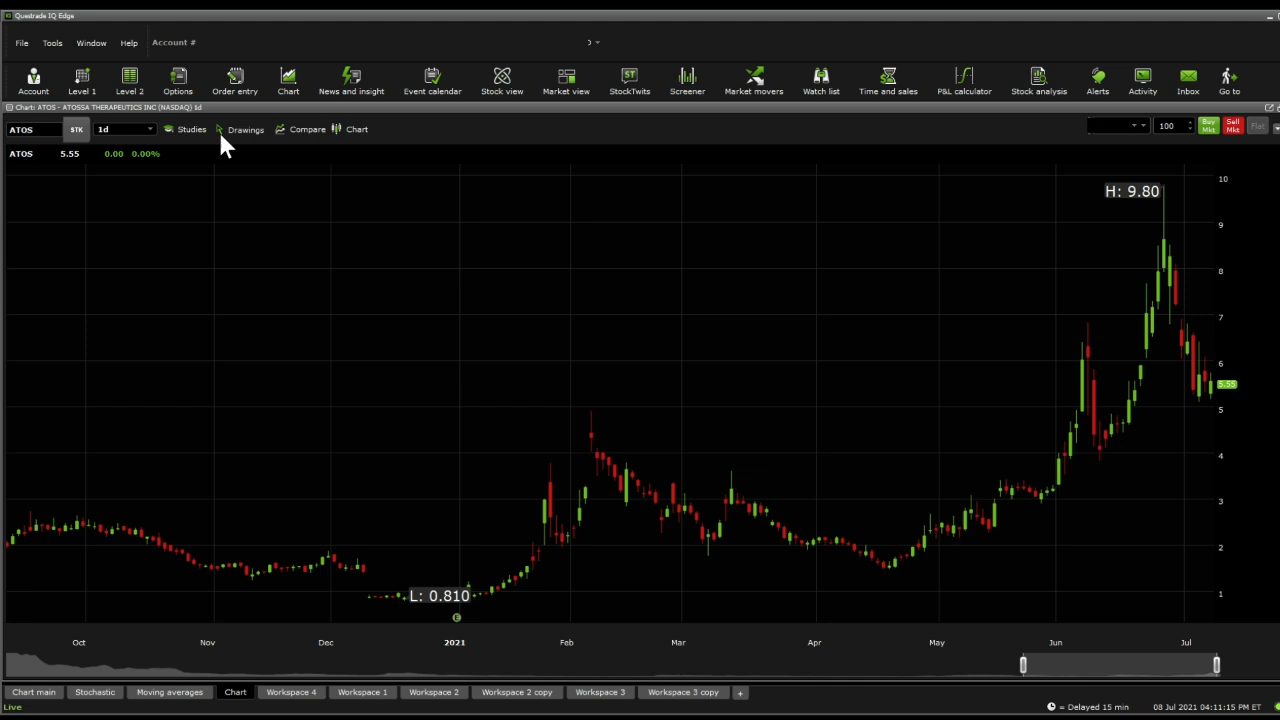 Questrade IQ Edge
File Tools Window Help Account #
Account Level 1 Level 2 Options Order entry Chart News and insight Event calendar Stock view Market view StockTwits Screener Market movers Watch list Time and sales P&L calculator Stock analysis Alerts Activity Inbox Go to
Chart: ATOS - ATOSSA THERAPEUTICS INC (NASDAQ) 1d
ATOS STK 1d Studies Drawings Compare Chart 100 Buy Mkt Sell Mkt Flat
ATOS 5.55 0.00 0.00%
10
H: 9.80
9
8
7
6
5.55
5
4
3
2
L: 0.810
1
E
Oct Nov Dec 2021 Feb Mar Apr May Jun Jul
Chart main Stochastic Moving averages Chart Workspace 4 Workspace 1 Workspace 2 Workspace 2 copy Workspace 3 Workspace 3 copy +
Live = Delayed 15 min 08 Jul 2021 04:11:15 PM ET